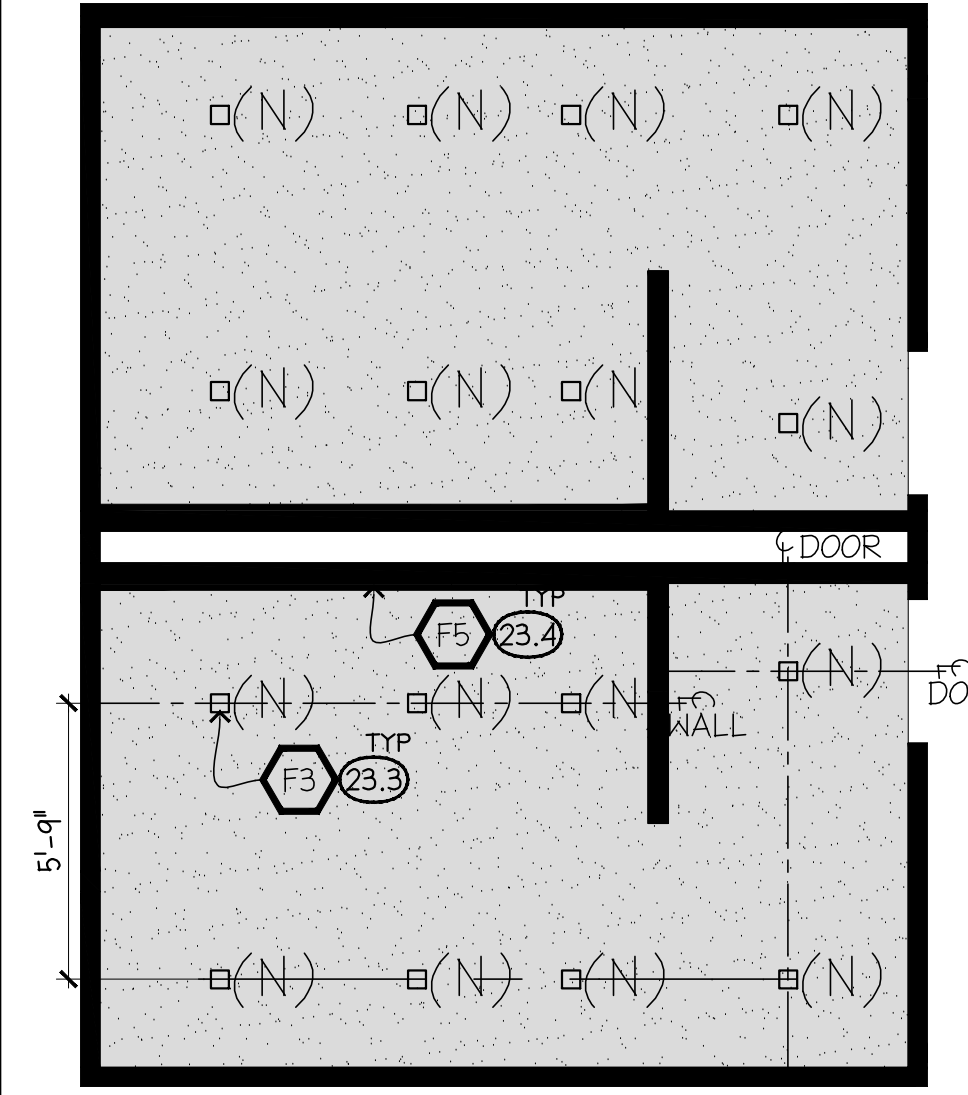 (N) (N) (N) (N)
(N) (N) (N
(N)
℄ DOOR
TYP
F5 23.4
(N)
℄
DO
(N) (N) (N
℄
WALL
TYP
F3 23.3
5'-9"
(N) (N) (N) (N)